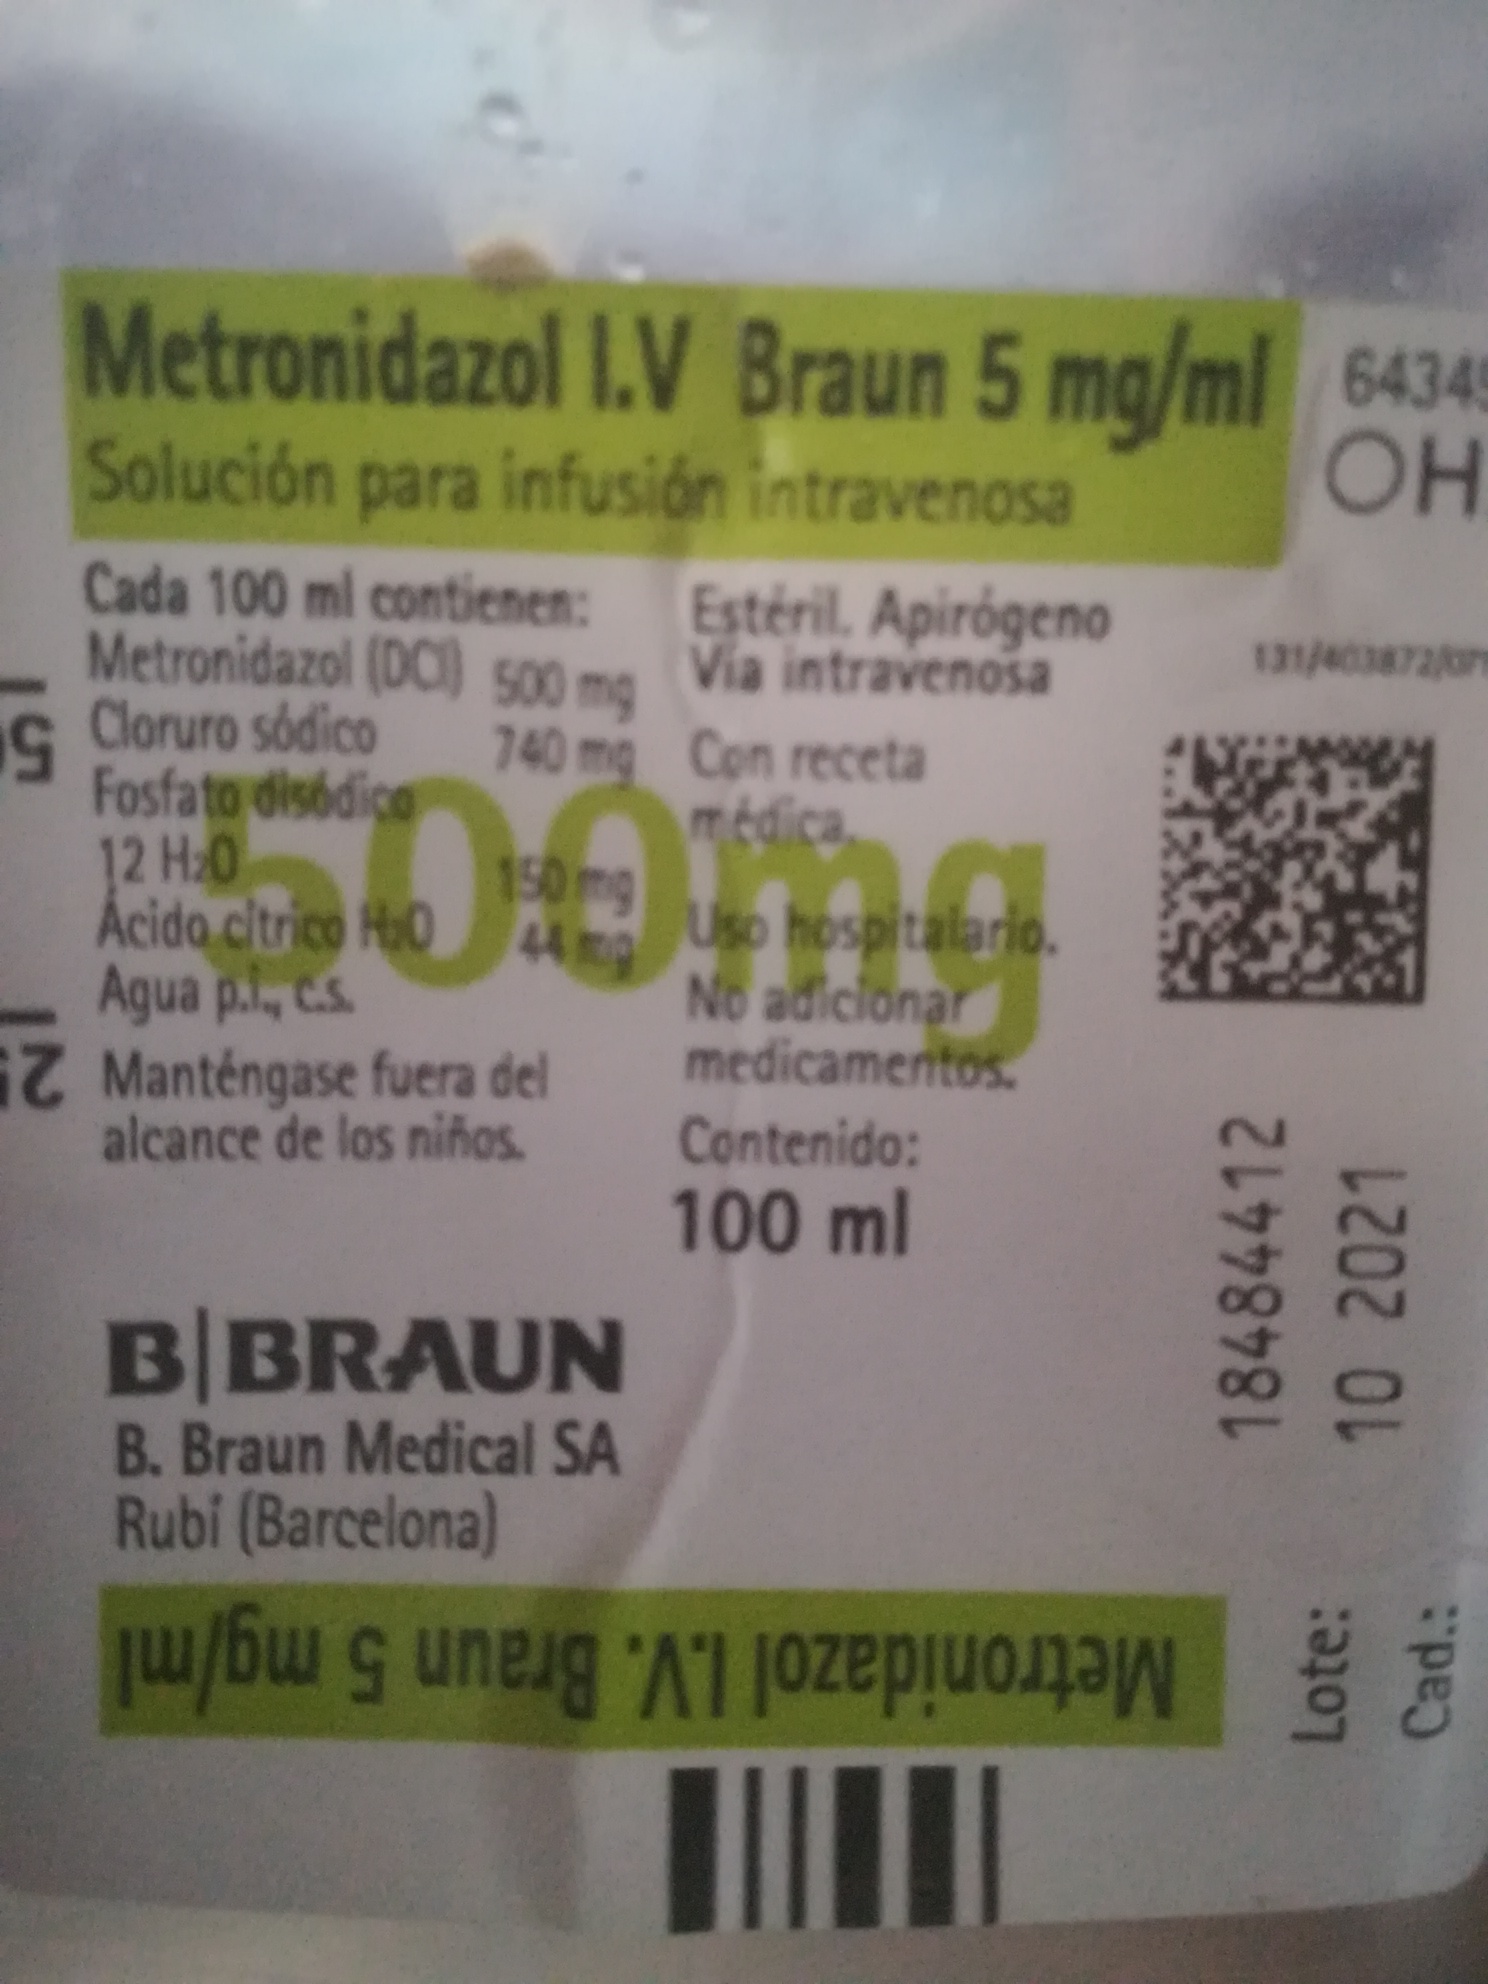 Metronidazol I.V Braun 5 mg/ml
Solución para infusión intravenosa
OH
Cada 100 ml contienen:
Metronidazol (DCI) 500 mg
Cloruro sódico 740 mg
Fosfato disódico
12 H₂O 150 mg
Ácido cítrico H₂O 44 mg
Agua p.i., c.s.
Manténgase fuera del
alcance de los niños.
500mg
Estéril. Apirógeno
Vía intravenosa
Con receta
médica.
Uso hospitalario.
No adicionar
medicamentos.
Contenido:
100 ml
B|BRAUN
B. Braun Medical SA
Rubí (Barcelona)
Metronidazol I.V. Braun 5 mg/ml
Lote:
18484412
Cad.:
10 2021